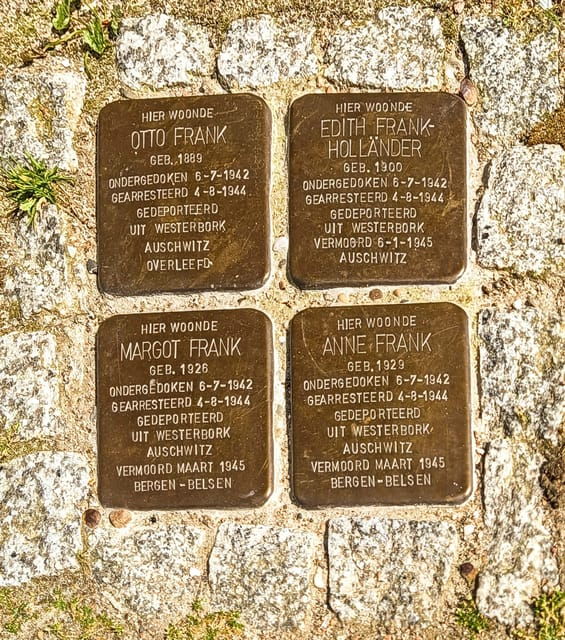 HIER WOONDE
OTTO FRANK
GEB. 1889
ONDERGEDOKEN 6-7-1942
GEARRESTEERD 4-8-1944
GEDEPORTEERD
UIT WESTERBORK
AUSCHWITZ
OVERLEEFD
HIER WOONDE
EDITH FRANK-
HOLLÄNDER
GEB. 1900
ONDERGEDOKEN 6-7-1942
GEARRESTEERD 4-8-1944
GEDEPORTEERD
UIT WESTERBORK
VERMOORD 6-1-1945
AUSCHWITZ
HIER WOONDE
MARGOT FRANK
GEB. 1926
ONDERGEDOKEN 6-7-1942
GEARRESTEERD 4-8-1944
GEDEPORTEERD
UIT WESTERBORK
AUSCHWITZ
VERMOORD MAART 1945
BERGEN-BELSEN
HIER WOONDE
ANNE FRANK
GEB. 1929
ONDERGEDOKEN 6-7-1942
GEARRESTEERD 4-8-1944
GEDEPORTEERD
UIT WESTERBORK
AUSCHWITZ
VERMOORD MAART 1945
BERGEN-BELSEN